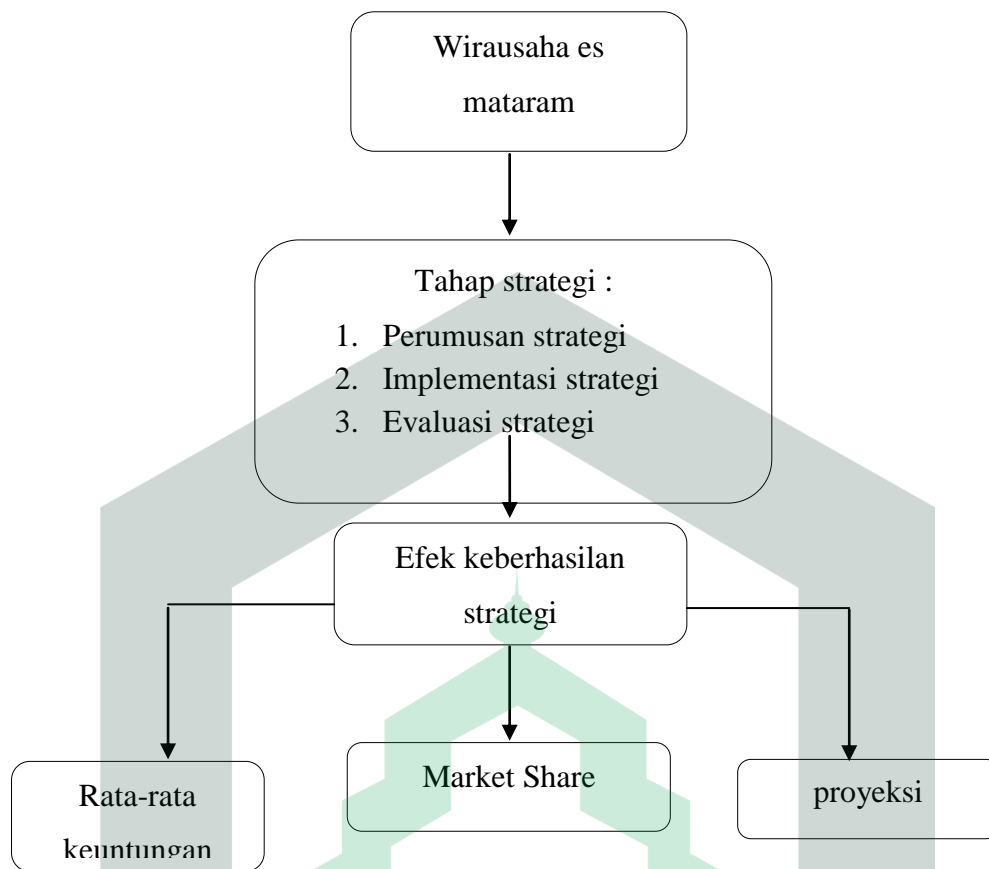 Wirausaha es
mataram
Tahap strategi :
1. Perumusan strategi
2. Implementasi strategi
3. Evaluasi strategi
Efek keberhasilan
strategi
Rata-rata
keuntungan
Market Share
proyeksi